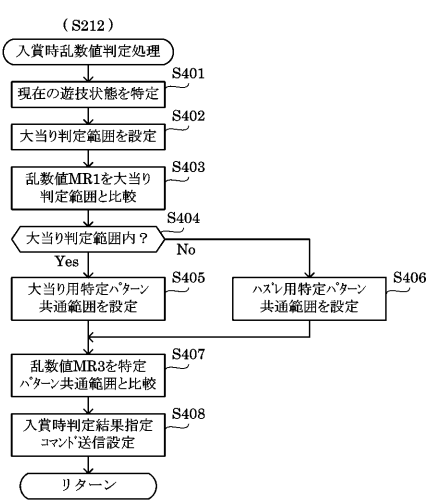 (S212)
入賞時乱数値判定処理
S401
現在の遊技状態を特定
S402
大当り判定範囲を設定
S403
乱数値MR1を大当り
判定範囲と比較
S404
大当り判定範囲内？
Yes
No
S405
大当り用特定ﾊﾟﾀｰﾝ
共通範囲を設定
S406
ﾊｽﾞﾚ用特定ﾊﾟﾀｰﾝ
共通範囲を設定
S407
乱数値MR3を特定
ﾊﾟﾀｰﾝ共通範囲と比較
S408
入賞時判定結果指定
ｺﾏﾝﾄﾞ送信設定
リターン